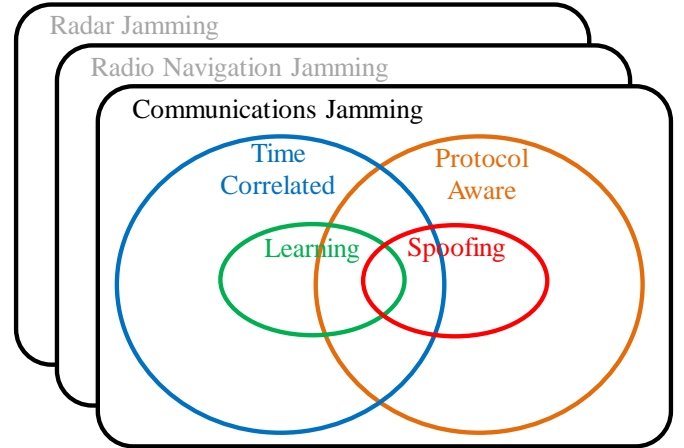 Radar Jamming
Radio Navigation Jamming
Communications Jamming
Time
Correlated
Protocol
Aware
Learning
Spoofing